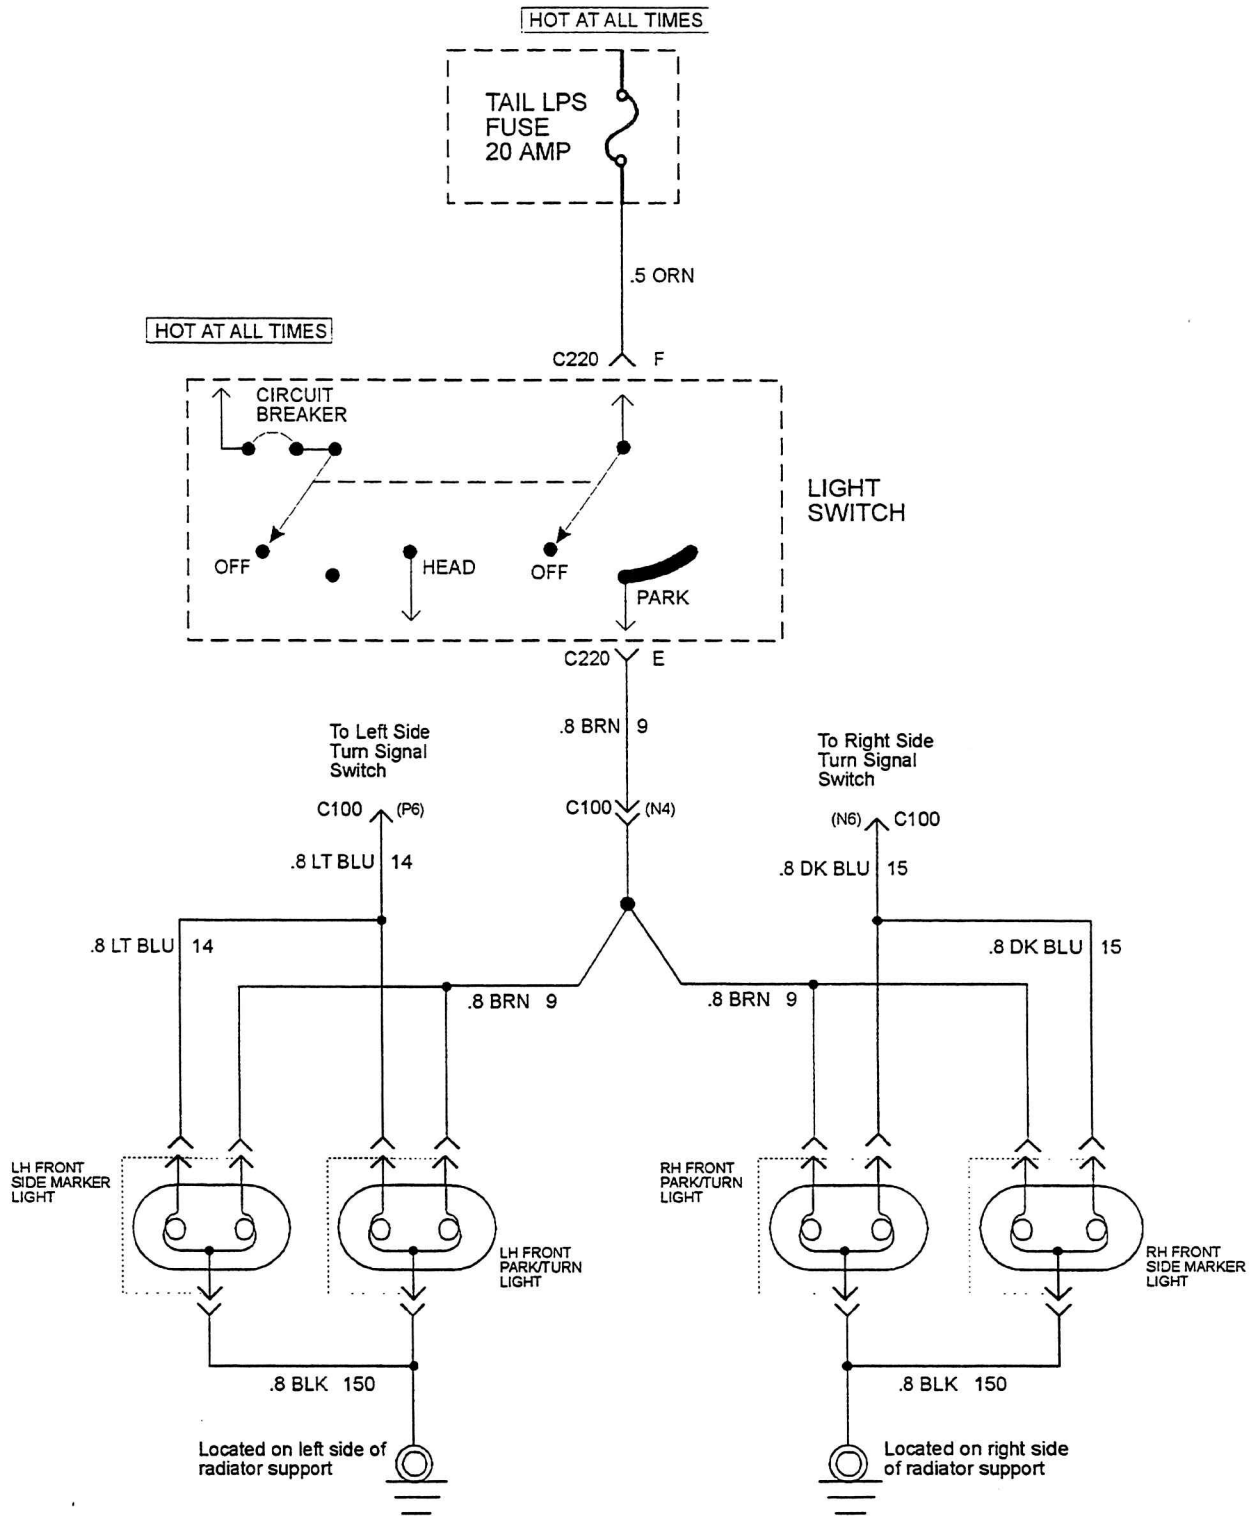 HOT AT ALL TIMES
TAIL LPS
FUSE
20 AMP
.5 ORN
HOT AT ALL TIMES
C220 F
CIRCUIT
BREAKER
LIGHT
SWITCH
OFF
HEAD
OFF
PARK
C220 E
.8 BRN 9
To Left Side
Turn Signal
Switch
To Right Side
Turn Signal
Switch
C100 (P6)
C100 (N4)
(N6) C100
.8 LT BLU 14
.8 DK BLU 15
.8 LT BLU 14
.8 DK BLU 15
.8 BRN 9
.8 BRN 9
LH FRONT
SIDE MARKER
LIGHT
RH FRONT
PARK/TURN
LIGHT
LH FRONT
PARK/TURN
LIGHT
RH FRONT
SIDE MARKER
LIGHT
.8 BLK 150
.8 BLK 150
Located on left side of
radiator support
Located on right side
of radiator support